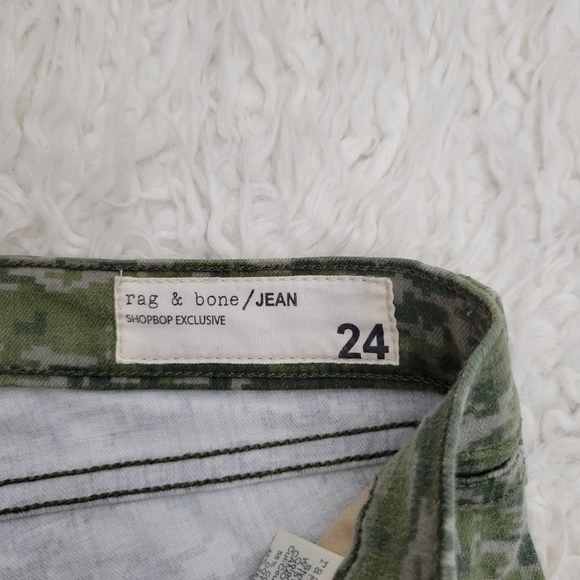 rag & bone/JEAN
SHOPBOP EXCLUSIVE
24